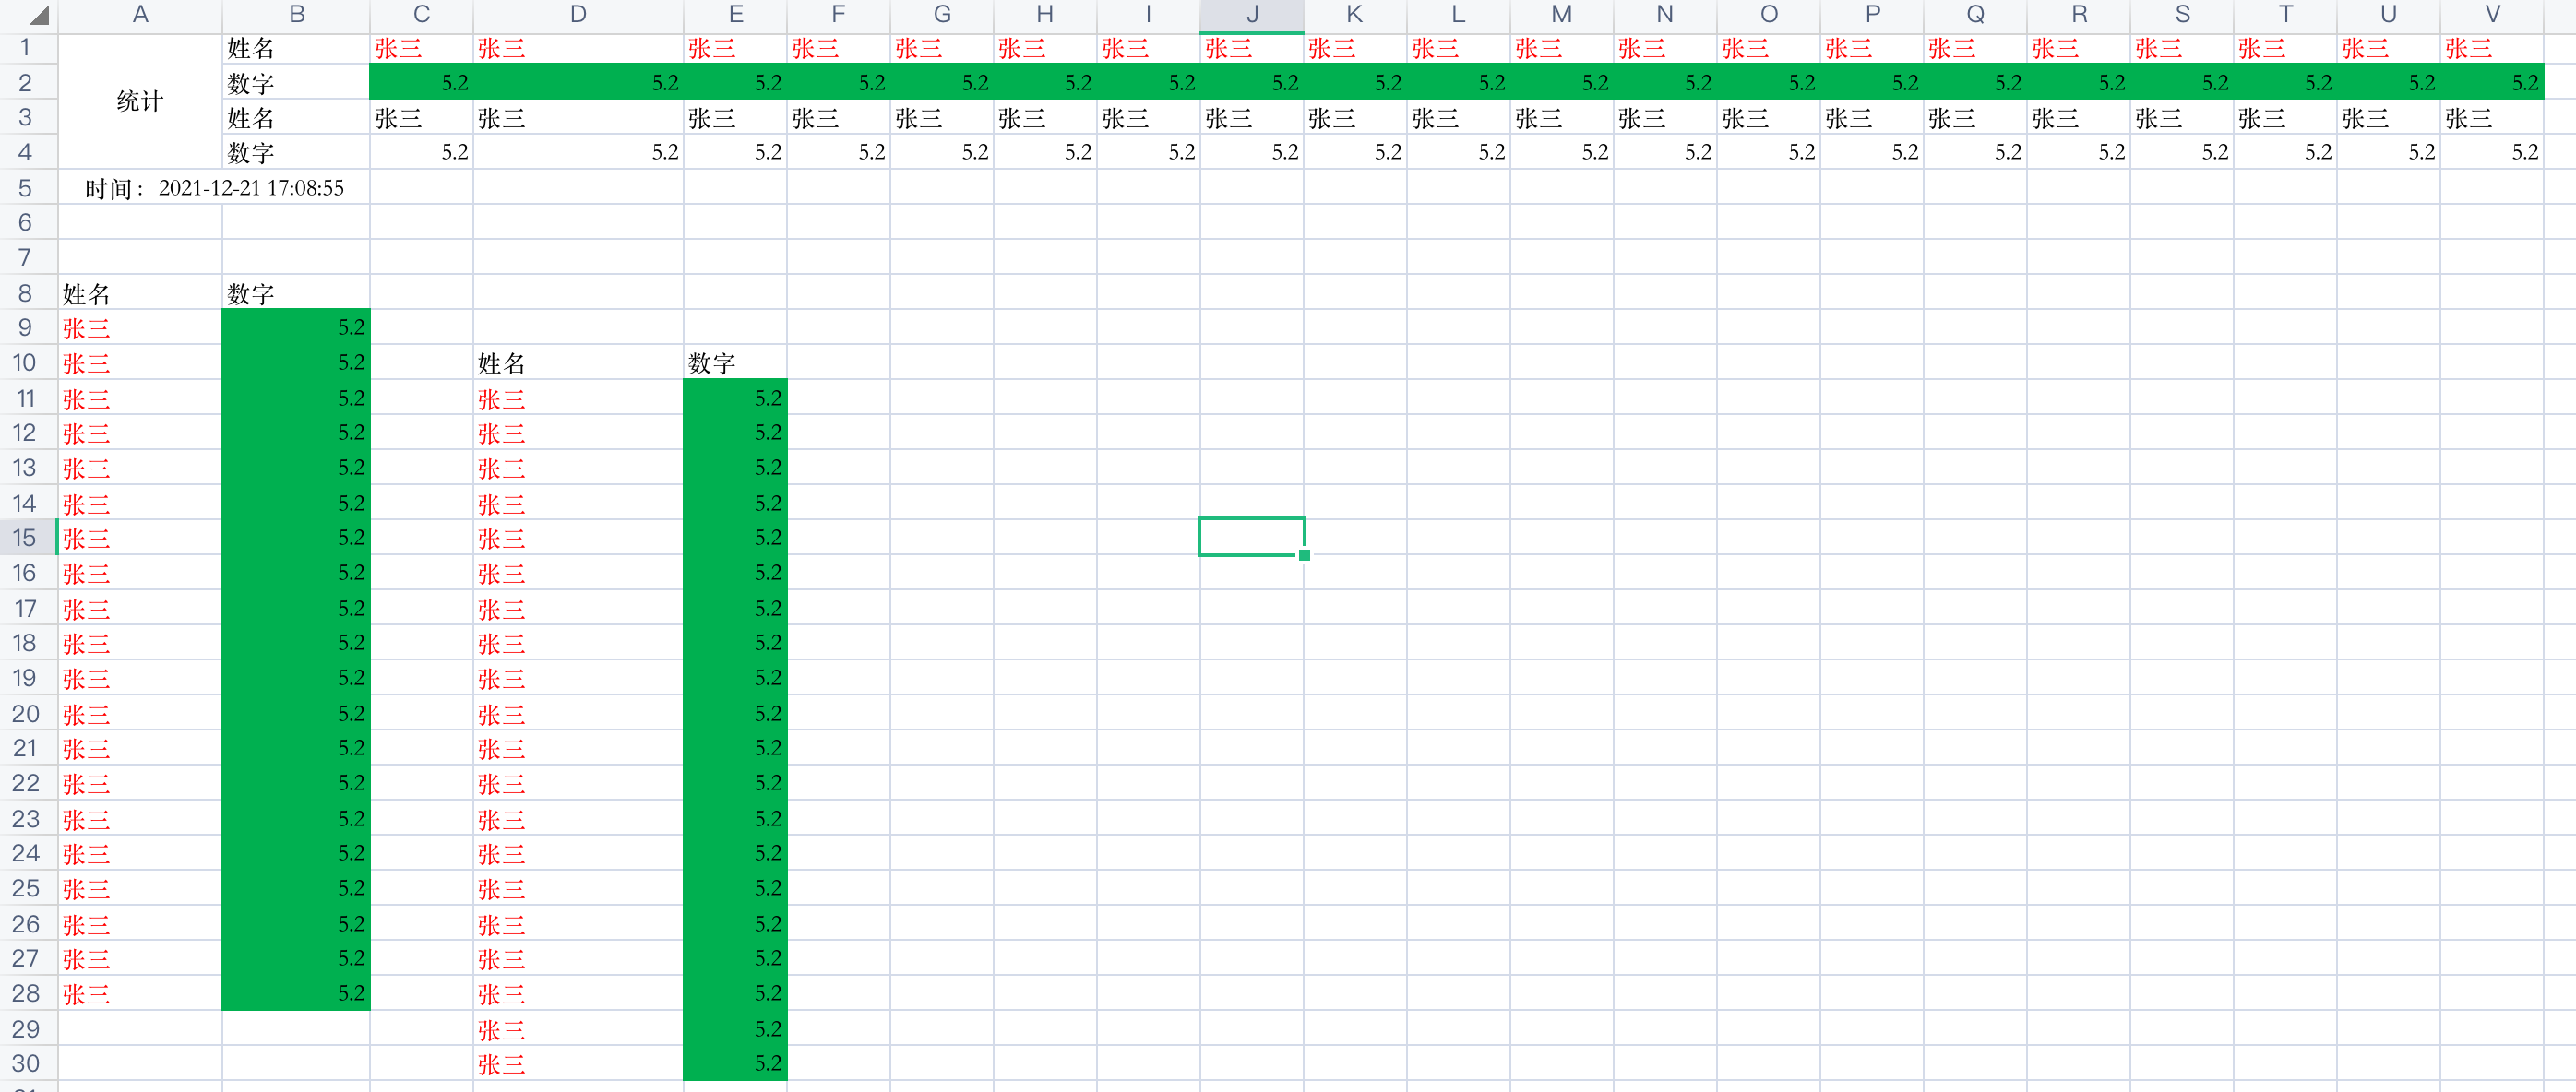 A B C D E F G H I J K L M N O P Q R S T U V
1 姓名 张三 张三 张三 张三 张三 张三 张三 张三 张三 张三 张三 张三 张三 张三 张三 张三 张三 张三 张三 张三
2 数字 5.2 5.2 5.2 5.2 5.2 5.2 5.2 5.2 5.2 5.2 5.2 5.2 5.2 5.2 5.2 5.2 5.2 5.2 5.2 5.2
统计
3 姓名 张三 张三 张三 张三 张三 张三 张三 张三 张三 张三 张三 张三 张三 张三 张三 张三 张三 张三 张三 张三
4 数字 5.2 5.2 5.2 5.2 5.2 5.2 5.2 5.2 5.2 5.2 5.2 5.2 5.2 5.2 5.2 5.2 5.2 5.2 5.2 5.2
5 时间：2021-12-21 17:08:55
6
7
8 姓名 数字
9 张三 5.2
10 张三 5.2 姓名 数字
11 张三 5.2 张三 5.2
12 张三 5.2 张三 5.2
13 张三 5.2 张三 5.2
14 张三 5.2 张三 5.2
15 张三 5.2 张三 5.2
16 张三 5.2 张三 5.2
17 张三 5.2 张三 5.2
18 张三 5.2 张三 5.2
19 张三 5.2 张三 5.2
20 张三 5.2 张三 5.2
21 张三 5.2 张三 5.2
22 张三 5.2 张三 5.2
23 张三 5.2 张三 5.2
24 张三 5.2 张三 5.2
25 张三 5.2 张三 5.2
26 张三 5.2 张三 5.2
27 张三 5.2 张三 5.2
28 张三 5.2 张三 5.2
29 张三 5.2
30 张三 5.2